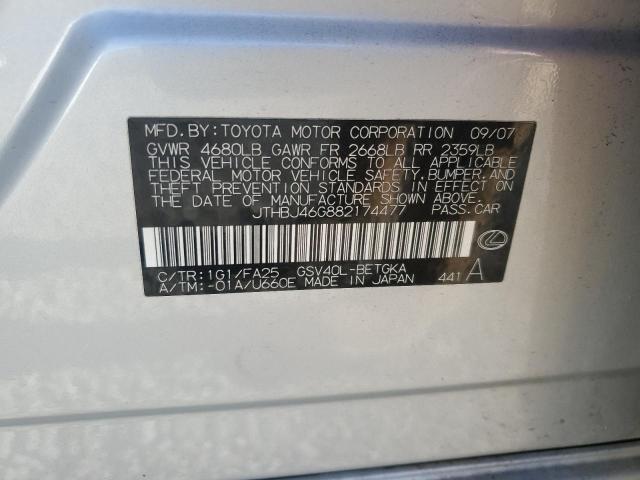 MFD. BY: TOYOTA MOTOR CORPORATION 09/07
GVWR 4680LB GAWR FR 2668LB RR 2359LB
THIS VEHICLE CONFORMS TO ALL APPLICABLE
FEDERAL MOTOR VEHICLE SAFETY, BUMPER, AND
THEFT PREVENTION STANDARDS IN EFFECT ON
THE DATE OF MANUFACTURE SHOWN ABOVE.
JTHBJ46G882174477 PASS. CAR
C/TR: 1G1/FA25 GSV40L-BETGKA
A/TM: -01A/U660E MADE IN JAPAN 441 A